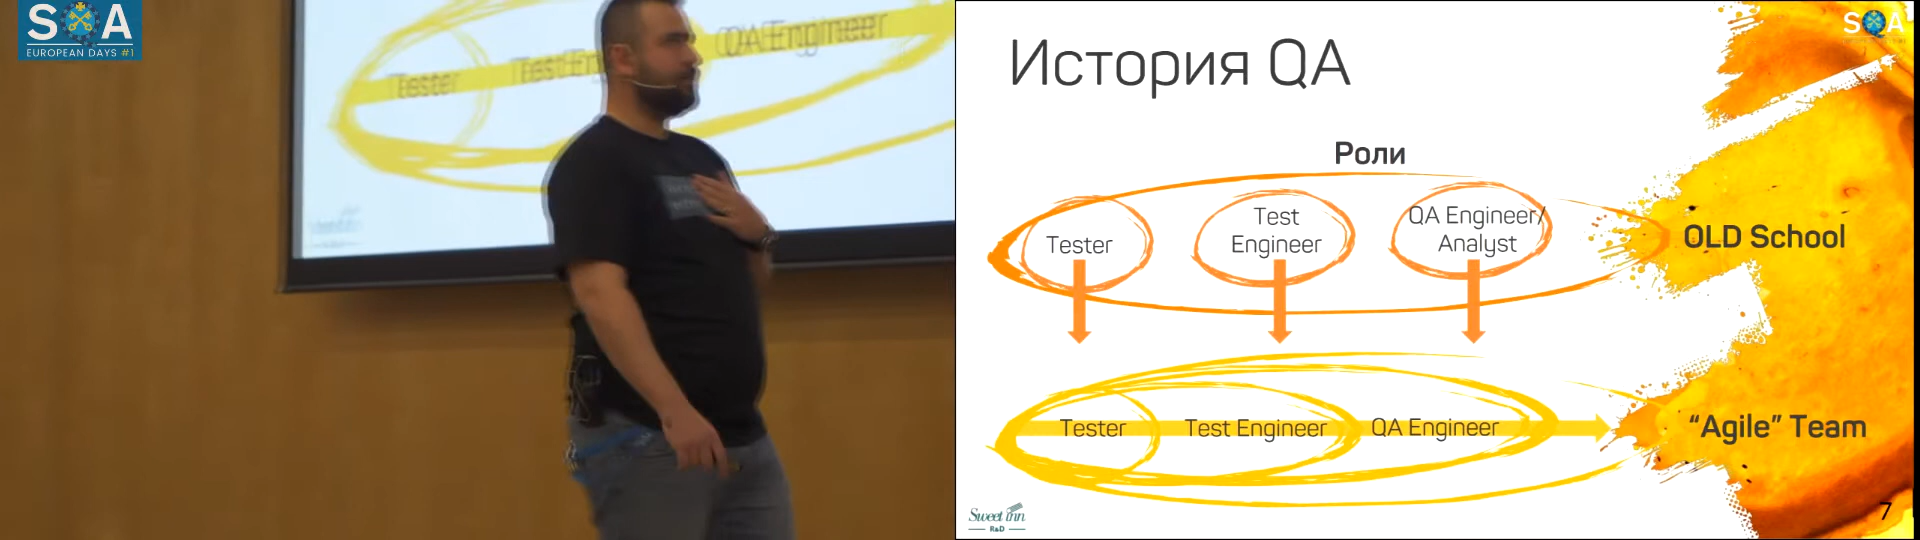 SQA
EUROPEAN DAYS #1
Tester
Test Eng
QA Engineer
История QA
SQA
Роли
Tester
Test
Engineer
QA Engineer/
Analyst
OLD School
Tester
Test Engineer
QA Engineer
“Agile” Team
Sweet Inn
R&D
7